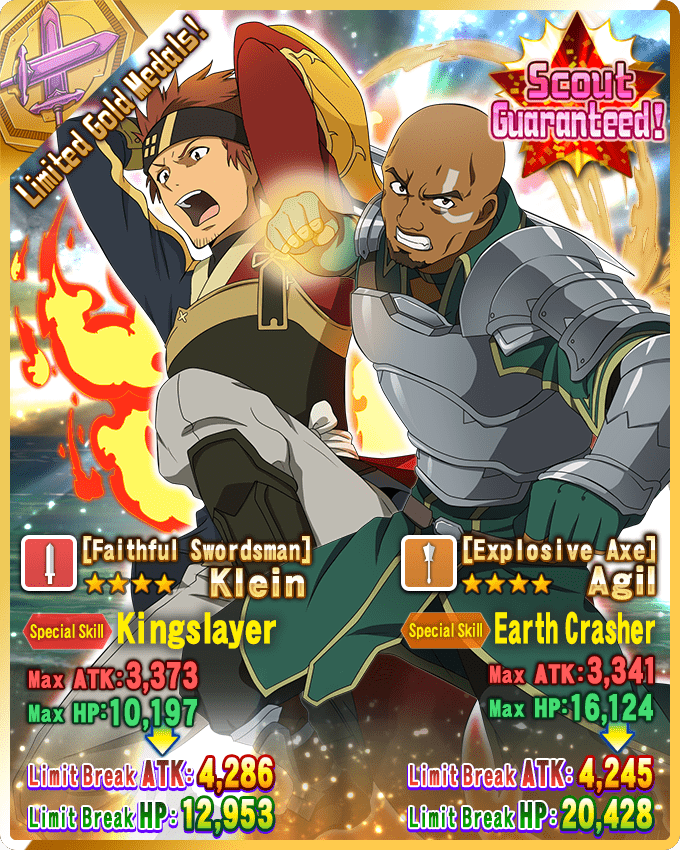 Limited Gold Medals!
Scout
Guaranteed!
[Faithful Swordsman]
★★★★ Klein
Special Skill Kingslayer
Max ATK:3,373
Max HP:10,197
Limit Break ATK: 4,286
Limit Break HP: 12,953
[Explosive Axe]
★★★★ Agil
Special Skill Earth Crasher
Max ATK:3,341
Max HP:16,124
Limit Break ATK: 4,245
Limit Break HP: 20,428